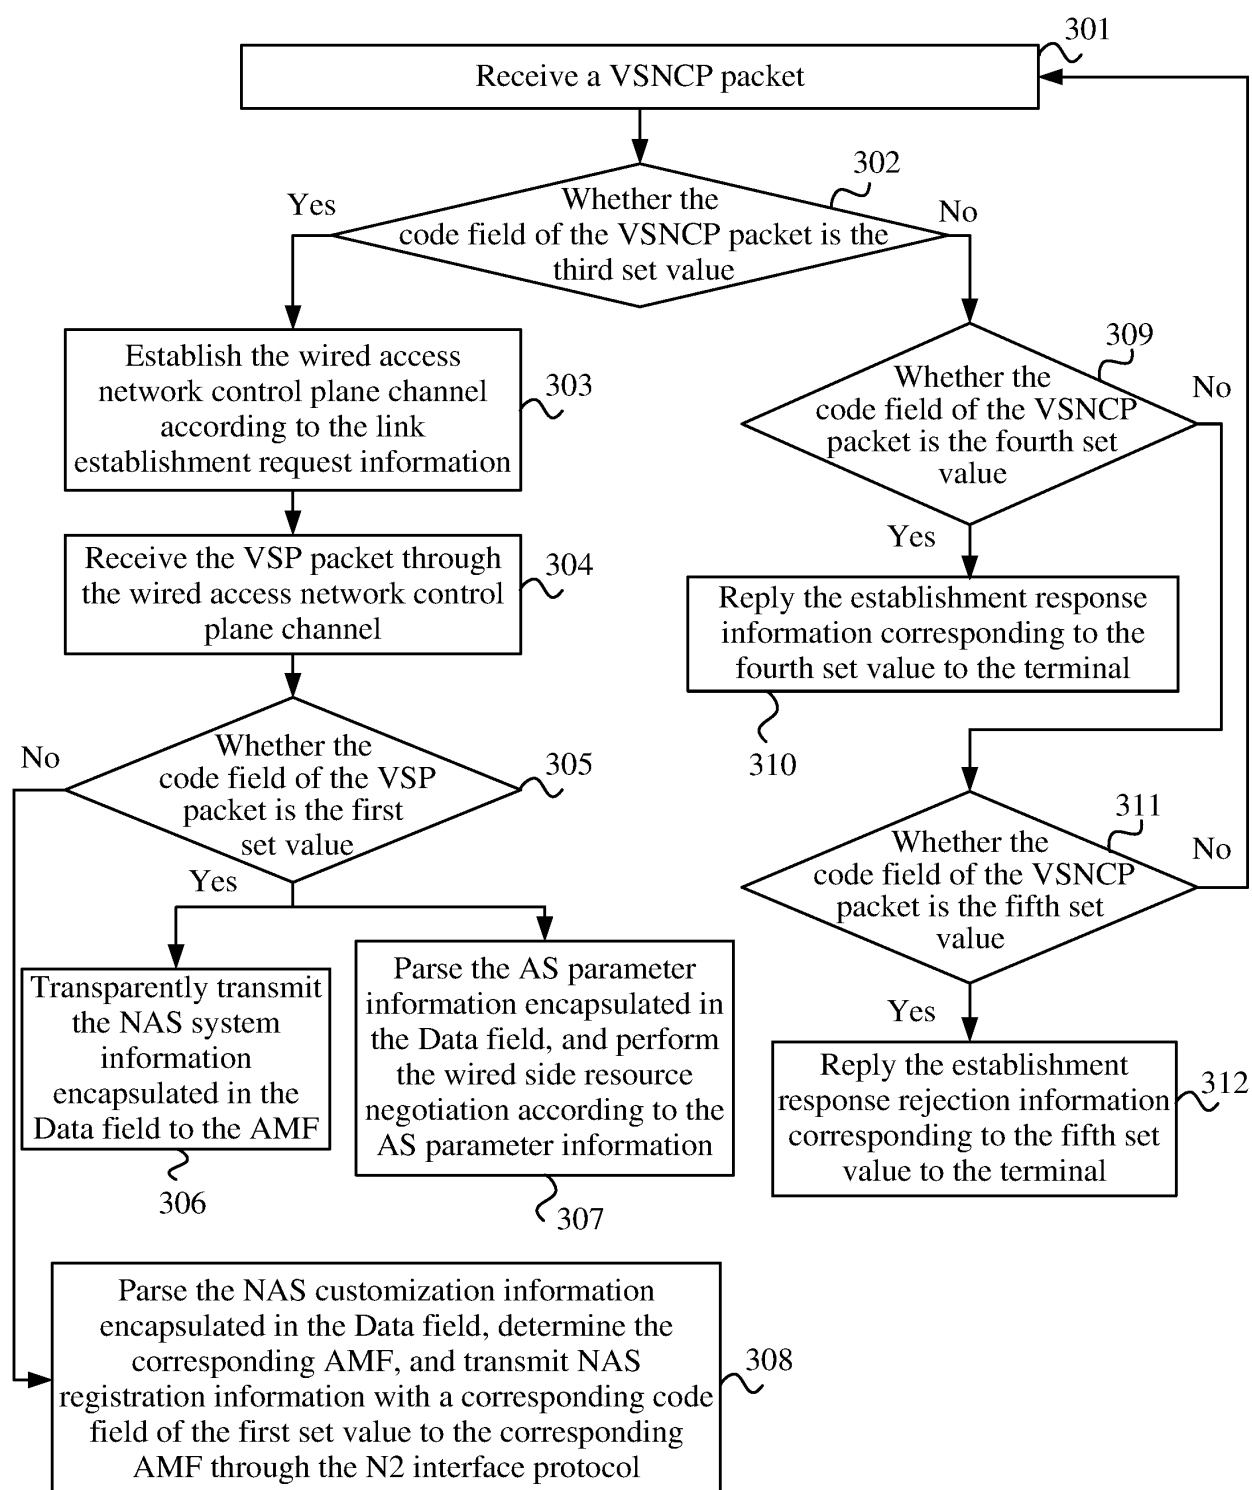 301
Receive a VSNCP packet
302
Whether the
code field of the VSNCP packet is the
third set value
Yes
No
303
Establish the wired access
network control plane channel
according to the link
establishment request information
304
Receive the VSP packet through
the wired access network control
plane channel
305
Whether the
code field of the VSP
packet is the first
set value
No
Yes
Transparently transmit
the NAS system
information
encapsulated in the
Data field to the AMF
306
Parse the AS parameter
information encapsulated in
the Data field, and perform
the wired side resource
negotiation according to the
AS parameter information
307
Parse the NAS customization information
encapsulated in the Data field, determine the
corresponding AMF, and transmit NAS
registration information with a corresponding code
field of the first set value to the corresponding
AMF through the N2 interface protocol
308
309
Whether the
code field of the VSNCP
packet is the fourth set
value
No
Yes
Reply the establishment response
information corresponding to the
fourth set value to the terminal
310
311
Whether the
code field of the VSNCP
packet is the fifth set
value
No
Yes
Reply the establishment
response rejection information
corresponding to the fifth set
value to the terminal
312